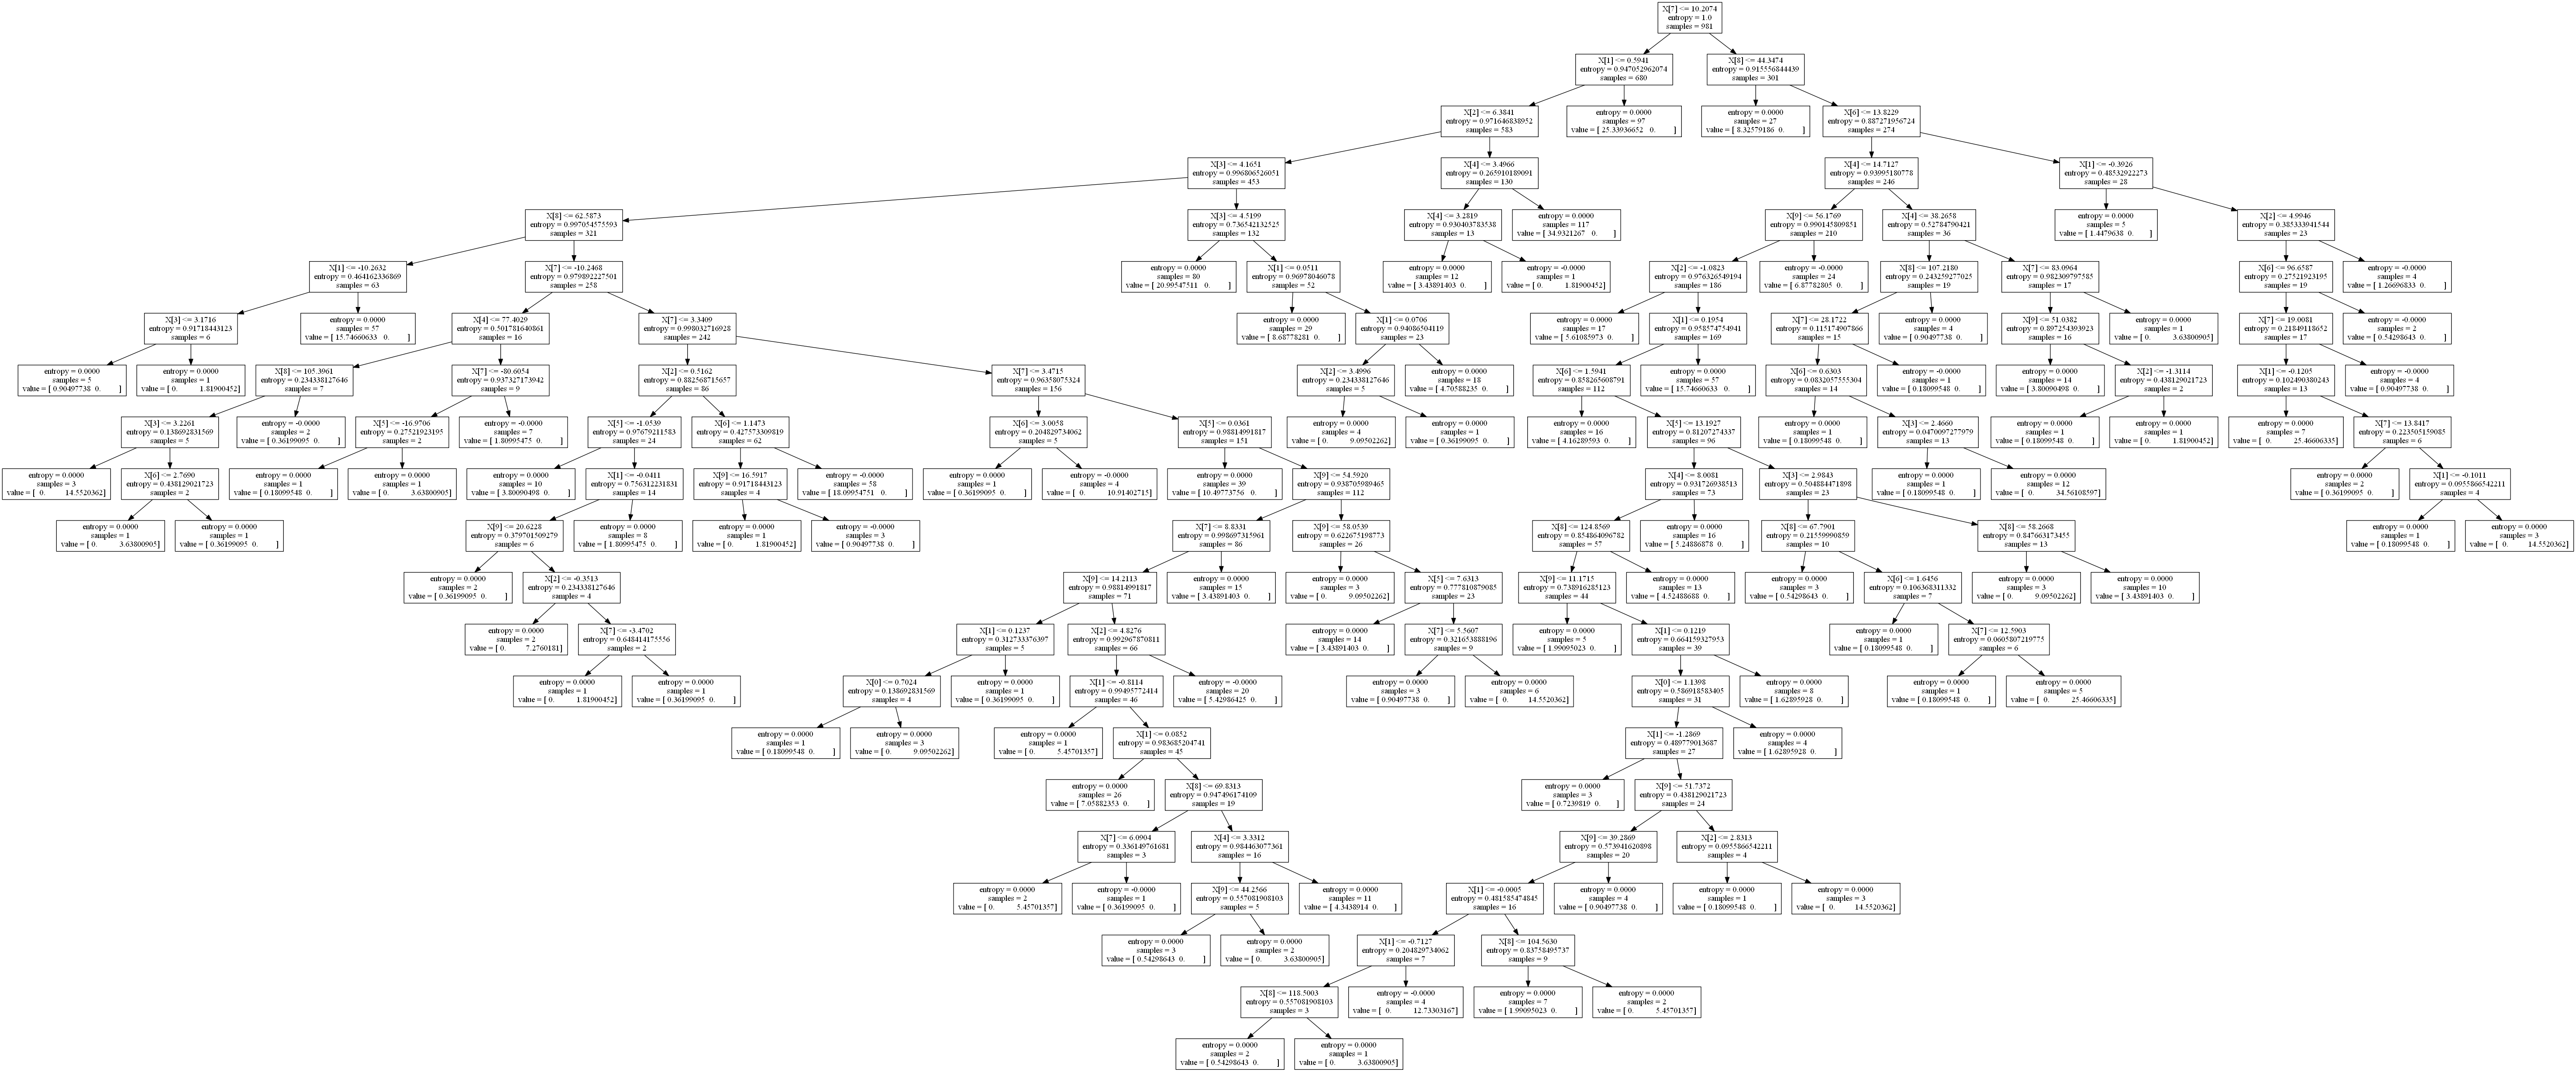 X[7] <= 10.2074
entropy = 1.0
samples = 981
X[1] <= 0.5941
entropy = 0.947052962074
samples = 680
X[8] <= 44.3474
entropy = 0.915556844439
samples = 301
X[2] <= 6.3841
entropy = 0.971646838952
samples = 583
entropy = 0.0000
samples = 97
value = [ 25.33936652 0. ]
entropy = 0.0000
samples = 27
value = [ 8.32579186 0. ]
X[6] <= 13.8229
entropy = 0.887271956724
samples = 274
X[3] <= 4.1651
entropy = 0.996806526051
samples = 453
X[4] <= 3.4966
entropy = 0.265910189091
samples = 130
X[4] <= 14.7127
entropy = 0.93995180778
samples = 246
X[1] <= -0.3926
entropy = 0.48532922273
samples = 28
X[8] <= 62.5873
entropy = 0.997054575593
samples = 321
X[3] <= 4.5199
entropy = 0.736542132525
samples = 132
X[4] <= 3.2819
entropy = 0.930403783538
samples = 13
entropy = 0.0000
samples = 117
value = [ 34.9321267 0. ]
X[9] <= 56.1769
entropy = 0.990145809851
samples = 210
X[4] <= 38.2658
entropy = 0.52784790421
samples = 36
entropy = 0.0000
samples = 5
value = [ 1.4479638 0. ]
X[2] <= 4.9946
entropy = 0.385333941544
samples = 23
X[1] <= -10.2632
entropy = 0.464162336869
samples = 63
X[7] <= -10.2468
entropy = 0.979892227501
samples = 258
entropy = 0.0000
samples = 80
value = [ 20.99547511 0. ]
X[1] <= 0.0511
entropy = 0.96978046078
samples = 52
entropy = 0.0000
samples = 12
value = [ 3.43891403 0. ]
entropy = -0.0000
samples = 1
value = [ 0. 1.81900452]
X[2] <= -1.0823
entropy = 0.976326549194
samples = 186
entropy = -0.0000
samples = 24
value = [ 6.87782805 0. ]
X[8] <= 107.2180
entropy = 0.243259277025
samples = 19
X[7] <= 83.0964
entropy = 0.982309797585
samples = 17
X[6] <= 96.6587
entropy = 0.27521923195
samples = 19
entropy = -0.0000
samples = 4
value = [ 1.26696833 0. ]
X[3] <= 3.1716
entropy = 0.91718443123
samples = 6
entropy = 0.0000
samples = 57
value = [ 15.74660633 0. ]
X[4] <= 77.4029
entropy = 0.501781640861
samples = 16
X[7] <= 3.3409
entropy = 0.998032716928
samples = 242
entropy = 0.0000
samples = 29
value = [ 8.68778281 0. ]
X[1] <= 0.0706
entropy = 0.94086504119
samples = 23
entropy = 0.0000
samples = 17
value = [ 5.61085973 0. ]
X[1] <= 0.1954
entropy = 0.958574754941
samples = 169
X[7] <= 28.1722
entropy = 0.115174907866
samples = 15
entropy = 0.0000
samples = 4
value = [ 0.90497738 0. ]
X[9] <= 51.0382
entropy = 0.897254393923
samples = 16
entropy = 0.0000
samples = 1
value = [ 0. 3.63800905]
X[7] <= 19.0081
entropy = 0.21849118652
samples = 17
entropy = -0.0000
samples = 2
value = [ 0.54298643 0. ]
entropy = 0.0000
samples = 5
value = [ 0.90497738 0. ]
entropy = 0.0000
samples = 1
value = [ 0. 1.81900452]
X[8] <= 105.3961
entropy = 0.234338127646
samples = 7
X[7] <= -80.6054
entropy = 0.937327173942
samples = 9
X[2] <= 0.5162
entropy = 0.882568715657
samples = 86
X[7] <= 3.4715
entropy = 0.96358075324
samples = 156
X[2] <= 3.4996
entropy = 0.234338127646
samples = 5
entropy = 0.0000
samples = 18
value = [ 4.70588235 0. ]
X[6] <= 1.5941
entropy = 0.858265608791
samples = 112
entropy = 0.0000
samples = 57
value = [ 15.74660633 0. ]
X[6] <= 0.6303
entropy = 0.0832057555304
samples = 14
entropy = -0.0000
samples = 1
value = [ 0.18099548 0. ]
entropy = 0.0000
samples = 14
value = [ 3.80090498 0. ]
X[2] <= -1.3114
entropy = 0.438129021723
samples = 2
X[1] <= -0.1205
entropy = 0.102490380243
samples = 13
entropy = -0.0000
samples = 4
value = [ 0.90497738 0. ]
X[3] <= 3.2261
entropy = 0.138692831569
samples = 5
entropy = -0.0000
samples = 2
value = [ 0.36199095 0. ]
X[5] <= -16.9706
entropy = 0.27521923195
samples = 2
entropy = -0.0000
samples = 7
value = [ 1.80995475 0. ]
X[5] <= -1.0539
entropy = 0.97679211583
samples = 24
X[6] <= 1.1473
entropy = 0.427573309819
samples = 62
X[6] <= 3.0058
entropy = 0.204829734062
samples = 5
X[5] <= 0.0361
entropy = 0.98814991817
samples = 151
entropy = 0.0000
samples = 4
value = [ 0. 9.09502262]
entropy = 0.0000
samples = 1
value = [ 0.36199095 0. ]
entropy = 0.0000
samples = 16
value = [ 4.16289593 0. ]
X[5] <= 13.1927
entropy = 0.81207274337
samples = 96
entropy = 0.0000
samples = 1
value = [ 0.18099548 0. ]
X[3] <= 2.4660
entropy = 0.0470097277979
samples = 13
entropy = 0.0000
samples = 1
value = [ 0.18099548 0. ]
entropy = 0.0000
samples = 1
value = [ 0. 1.81900452]
entropy = 0.0000
samples = 7
value = [ 0. 25.46606335]
X[7] <= 13.8417
entropy = 0.223505159085
samples = 6
entropy = 0.0000
samples = 3
value = [ 0. 14.5520362]
X[6] <= 2.7690
entropy = 0.438129021723
samples = 2
entropy = 0.0000
samples = 1
value = [ 0.18099548 0. ]
entropy = 0.0000
samples = 1
value = [ 0. 3.63800905]
entropy = 0.0000
samples = 10
value = [ 3.80090498 0. ]
X[1] <= -0.0411
entropy = 0.756312231831
samples = 14
X[9] <= 16.5917
entropy = 0.91718443123
samples = 4
entropy = -0.0000
samples = 58
value = [ 18.09954751 0. ]
entropy = 0.0000
samples = 1
value = [ 0.36199095 0. ]
entropy = -0.0000
samples = 4
value = [ 0. 10.91402715]
entropy = 0.0000
samples = 39
value = [ 10.49773756 0. ]
X[9] <= 54.5920
entropy = 0.938705989465
samples = 112
X[4] <= 8.0081
entropy = 0.931726938513
samples = 73
X[3] <= 2.9843
entropy = 0.504884471898
samples = 23
entropy = 0.0000
samples = 1
value = [ 0.18099548 0. ]
entropy = 0.0000
samples = 12
value = [ 0. 34.56108597]
entropy = 0.0000
samples = 2
value = [ 0.36199095 0. ]
X[1] <= -0.1011
entropy = 0.0955866542211
samples = 4
entropy = 0.0000
samples = 1
value = [ 0. 3.63800905]
entropy = 0.0000
samples = 1
value = [ 0.36199095 0. ]
X[9] <= 20.6228
entropy = 0.379701509279
samples = 6
entropy = 0.0000
samples = 8
value = [ 1.80995475 0. ]
entropy = 0.0000
samples = 1
value = [ 0. 1.81900452]
entropy = -0.0000
samples = 3
value = [ 0.90497738 0. ]
X[7] <= 8.8331
entropy = 0.998697315961
samples = 86
X[9] <= 58.0539
entropy = 0.622675198773
samples = 26
X[8] <= 124.8569
entropy = 0.854864096782
samples = 57
entropy = 0.0000
samples = 16
value = [ 5.24886878 0. ]
X[8] <= 67.7901
entropy = 0.21559990859
samples = 10
X[8] <= 58.2668
entropy = 0.847663173455
samples = 13
entropy = 0.0000
samples = 1
value = [ 0.18099548 0. ]
entropy = 0.0000
samples = 3
value = [ 0. 14.5520362]
entropy = 0.0000
samples = 2
value = [ 0.36199095 0. ]
X[2] <= -0.3513
entropy = 0.234338127646
samples = 4
X[9] <= 14.2113
entropy = 0.98814991817
samples = 71
entropy = 0.0000
samples = 15
value = [ 3.43891403 0. ]
entropy = 0.0000
samples = 3
value = [ 0. 9.09502262]
X[5] <= 7.6313
entropy = 0.777810879085
samples = 23
X[9] <= 11.1715
entropy = 0.738916285123
samples = 44
entropy = 0.0000
samples = 13
value = [ 4.52488688 0. ]
entropy = 0.0000
samples = 3
value = [ 0.54298643 0. ]
X[6] <= 1.6456
entropy = 0.106368311332
samples = 7
entropy = 0.0000
samples = 3
value = [ 0. 9.09502262]
entropy = 0.0000
samples = 10
value = [ 3.43891403 0. ]
entropy = 0.0000
samples = 2
value = [ 0. 7.2760181]
X[7] <= -3.4702
entropy = 0.648414175556
samples = 2
X[1] <= 0.1237
entropy = 0.312733376397
samples = 5
X[2] <= 4.8276
entropy = 0.992967870811
samples = 66
entropy = 0.0000
samples = 14
value = [ 3.43891403 0. ]
X[7] <= 5.5607
entropy = 0.321653888196
samples = 9
entropy = 0.0000
samples = 5
value = [ 1.99095023 0. ]
X[1] <= 0.1219
entropy = 0.664159327953
samples = 39
entropy = 0.0000
samples = 1
value = [ 0.18099548 0. ]
X[7] <= 12.5903
entropy = 0.0605807219775
samples = 6
entropy = 0.0000
samples = 1
value = [ 0. 1.81900452]
entropy = 0.0000
samples = 1
value = [ 0.36199095 0. ]
X[0] <= 0.7024
entropy = 0.138692831569
samples = 4
entropy = 0.0000
samples = 1
value = [ 0.36199095 0. ]
X[1] <= -0.8114
entropy = 0.99495772414
samples = 46
entropy = -0.0000
samples = 20
value = [ 5.42986425 0. ]
entropy = 0.0000
samples = 3
value = [ 0.90497738 0. ]
entropy = 0.0000
samples = 6
value = [ 0. 14.5520362]
X[0] <= 1.1398
entropy = 0.586918583405
samples = 31
entropy = 0.0000
samples = 8
value = [ 1.62895928 0. ]
entropy = 0.0000
samples = 1
value = [ 0.18099548 0. ]
entropy = 0.0000
samples = 5
value = [ 0. 25.46606335]
entropy = 0.0000
samples = 1
value = [ 0.18099548 0. ]
entropy = 0.0000
samples = 3
value = [ 0. 9.09502262]
entropy = 0.0000
samples = 1
value = [ 0. 5.45701357]
X[1] <= 0.0852
entropy = 0.983685204741
samples = 45
X[1] <= -1.2869
entropy = 0.489779013687
samples = 27
entropy = 0.0000
samples = 4
value = [ 1.62895928 0. ]
entropy = 0.0000
samples = 26
value = [ 7.05882353 0. ]
X[8] <= 69.8313
entropy = 0.947496174109
samples = 19
entropy = 0.0000
samples = 3
value = [ 0.7239819 0. ]
X[9] <= 51.7372
entropy = 0.438129021723
samples = 24
X[7] <= 6.0904
entropy = 0.336149761681
samples = 3
X[4] <= 3.3312
entropy = 0.984463077361
samples = 16
X[9] <= 39.2869
entropy = 0.573941620898
samples = 20
X[2] <= 2.8313
entropy = 0.0955866542211
samples = 4
entropy = 0.0000
samples = 2
value = [ 0. 5.45701357]
entropy = -0.0000
samples = 1
value = [ 0.36199095 0. ]
X[9] <= 44.2566
entropy = 0.557081908103
samples = 5
entropy = 0.0000
samples = 11
value = [ 4.3438914 0. ]
X[1] <= -0.0005
entropy = 0.481585474845
samples = 16
entropy = 0.0000
samples = 4
value = [ 0.90497738 0. ]
entropy = 0.0000
samples = 1
value = [ 0.18099548 0. ]
entropy = 0.0000
samples = 3
value = [ 0. 14.5520362]
entropy = 0.0000
samples = 3
value = [ 0.54298643 0. ]
entropy = 0.0000
samples = 2
value = [ 0. 3.63800905]
X[1] <= -0.7127
entropy = 0.204829734062
samples = 7
X[8] <= 104.5630
entropy = 0.83758495737
samples = 9
X[8] <= 118.5003
entropy = 0.557081908103
samples = 3
entropy = -0.0000
samples = 4
value = [ 0. 12.73303167]
entropy = 0.0000
samples = 7
value = [ 1.99095023 0. ]
entropy = 0.0000
samples = 2
value = [ 0. 5.45701357]
entropy = 0.0000
samples = 2
value = [ 0.54298643 0. ]
entropy = 0.0000
samples = 1
value = [ 0. 3.63800905]